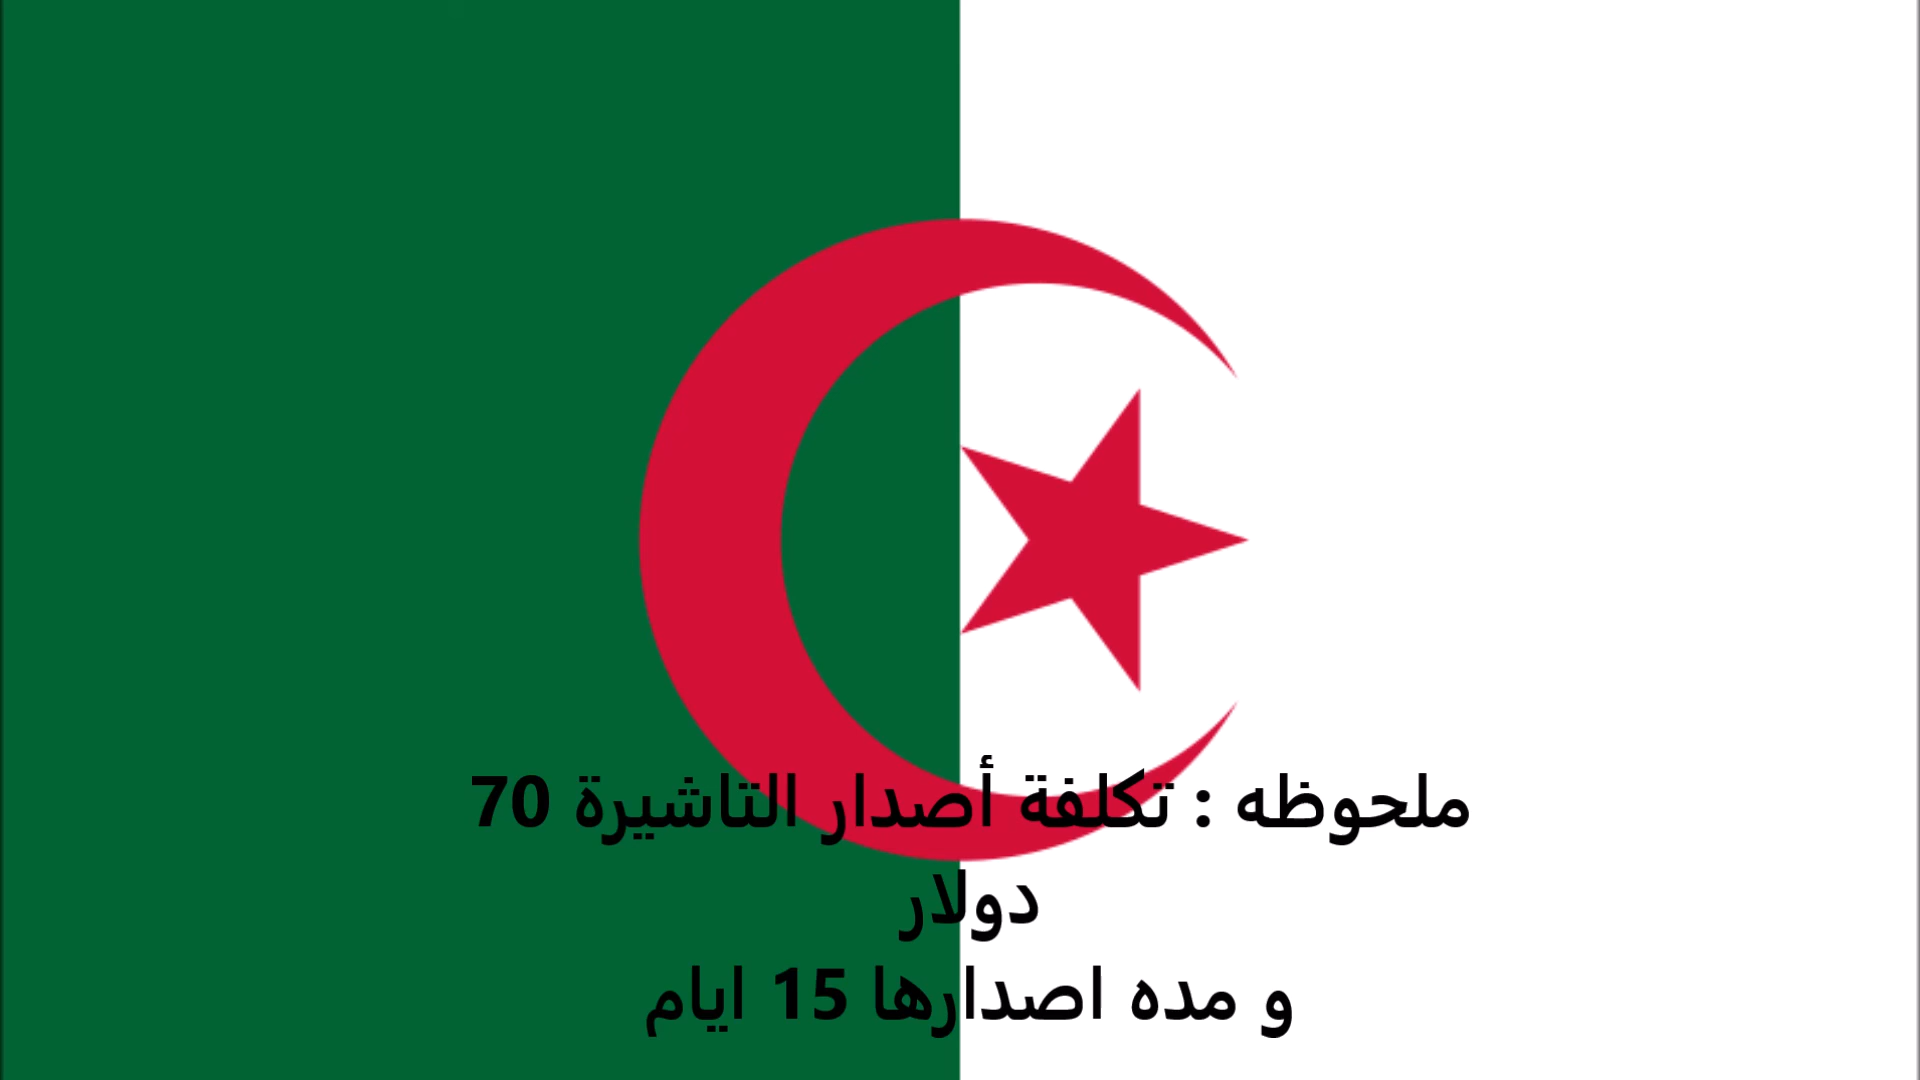 ملحوظه : تكلفة أصدار التاشيرة 70
دولار
و مده اصدارها 15 ايام